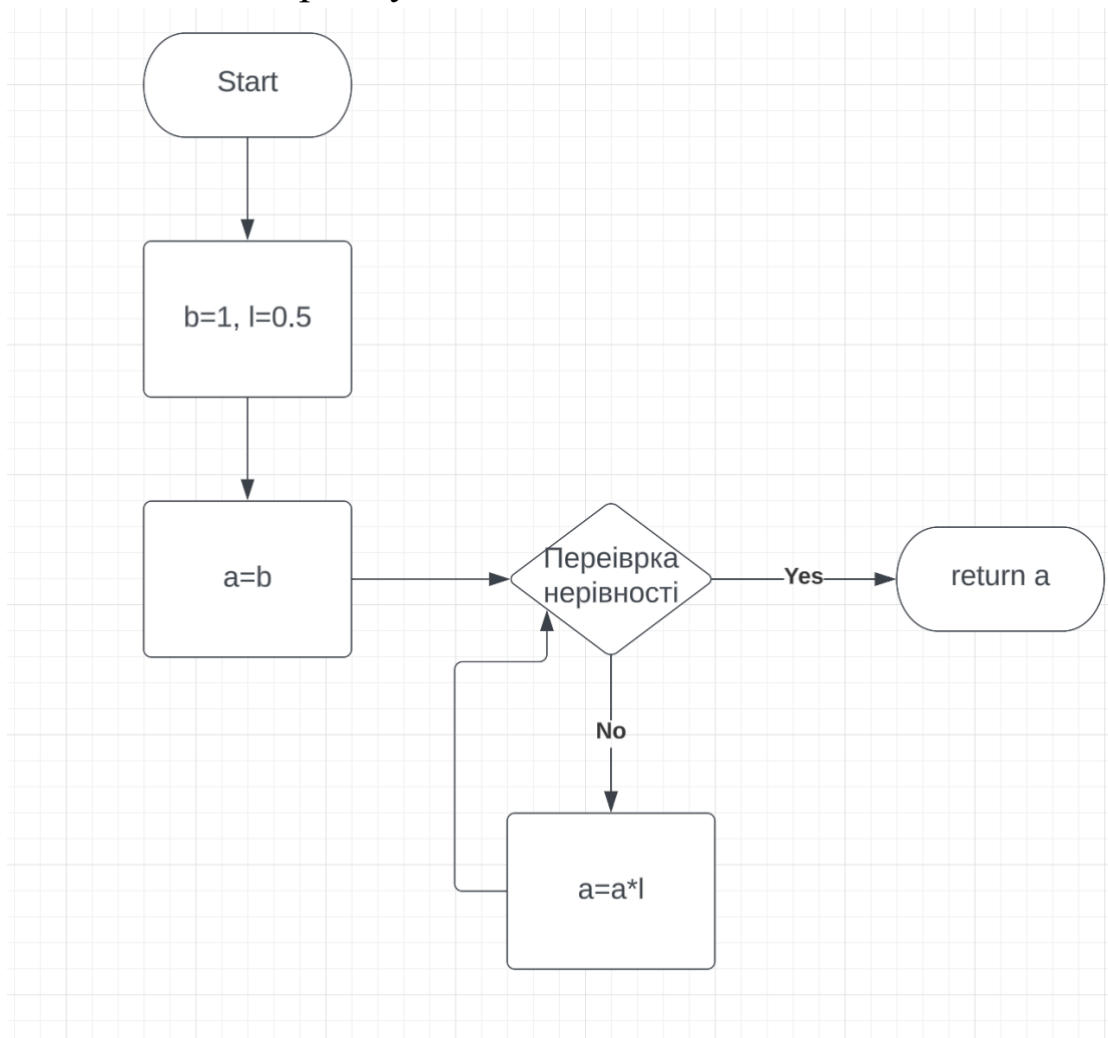 Start
b=1, l=0.5
a=b
Переіврка
нерівності
Yes
return a
No
a=a*l